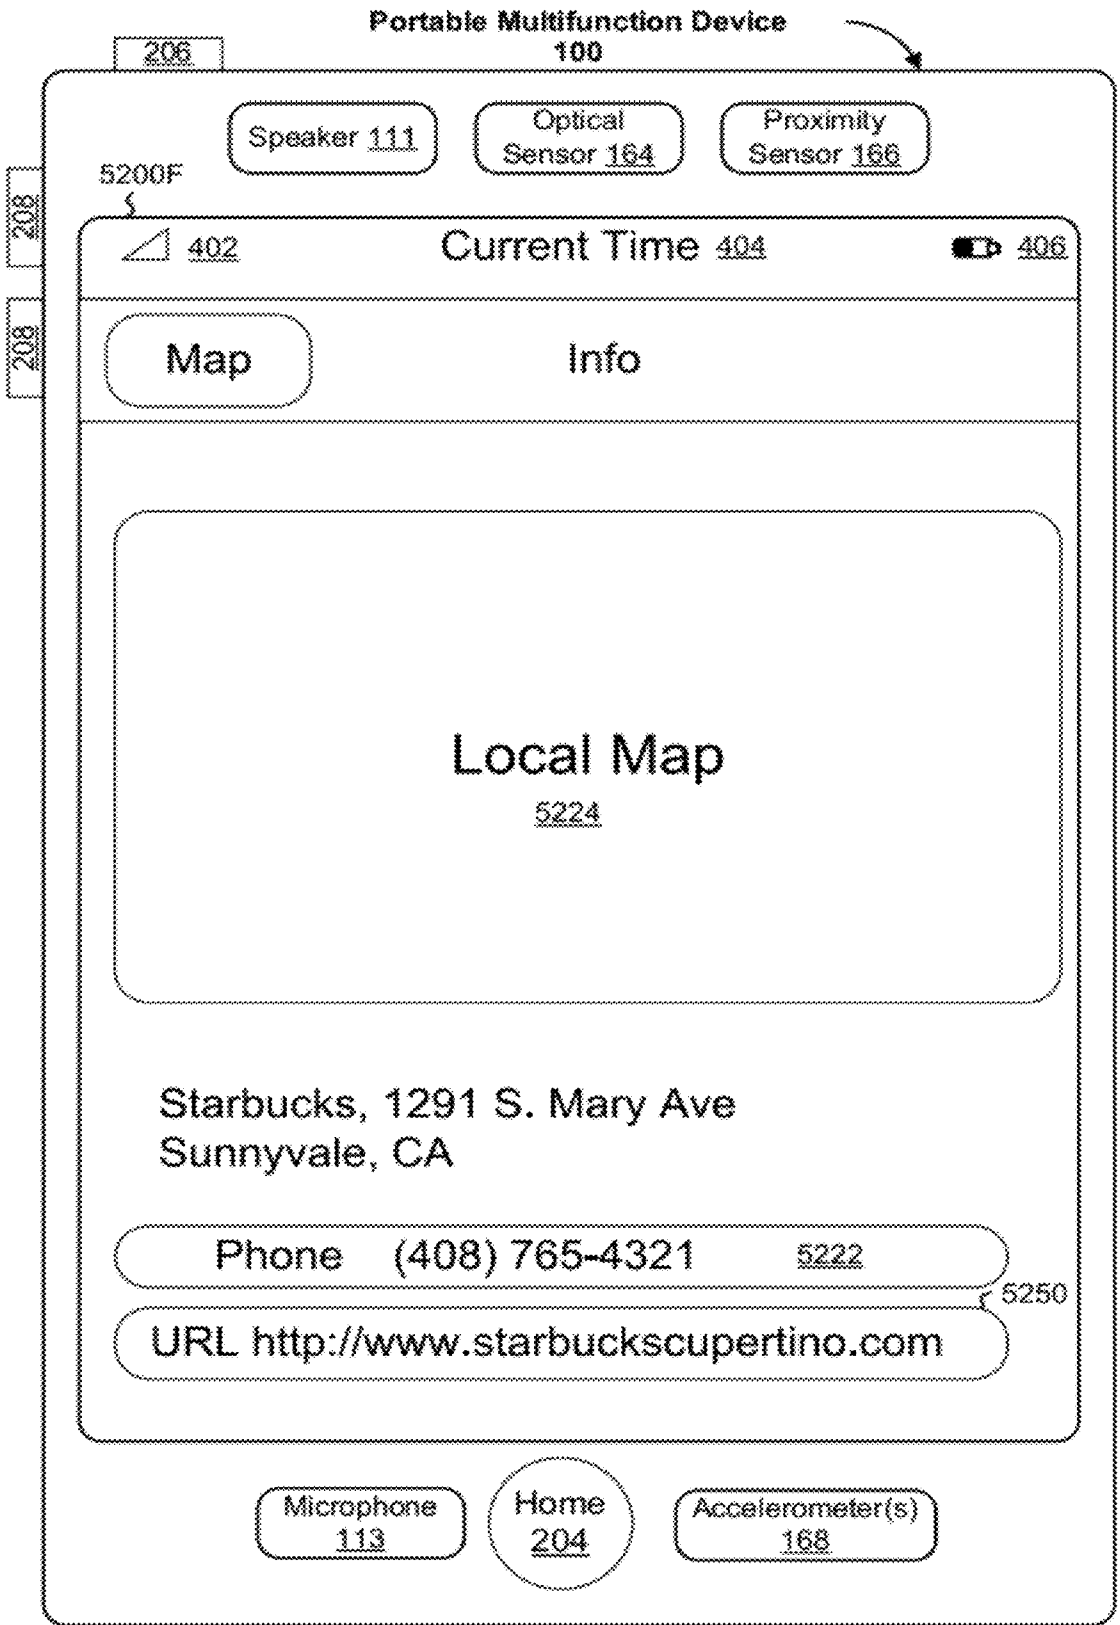 Portable Multifunction Device
100
206
Speaker 111
Optical
Sensor 164
Proximity
Sensor 166
5200F
208
402
Current Time 404
406
208
Map
Info
Local Map
5224
Starbucks, 1291 S. Mary Ave
Sunnyvale, CA
Phone (408) 765-4321 5222
5250
URL http://www.starbuckscupertino.com
Microphone
113
Home
204
Accelerometer(s)
168